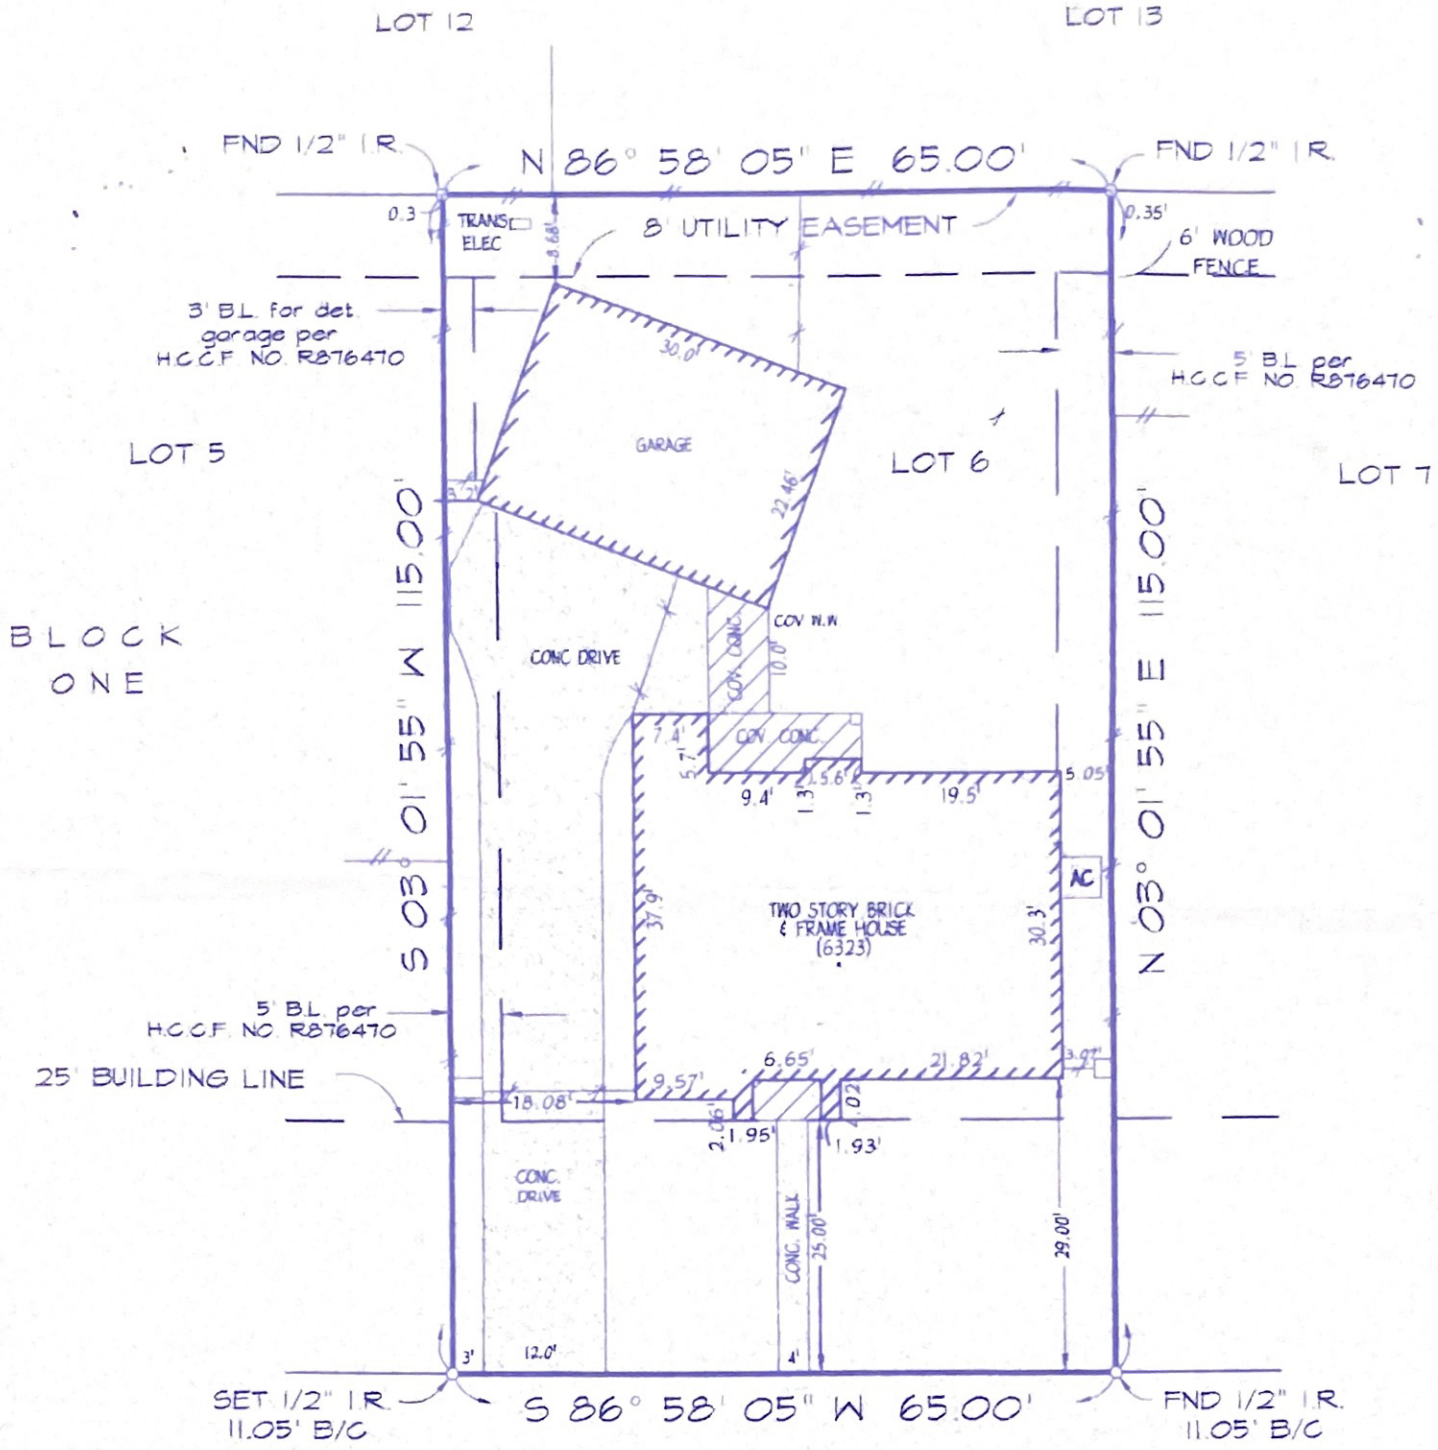 LOT 12
LOT 13
FND 1/2" I.R.
N 86° 58' 05" E 65.00'
FND 1/2" I.R.
0.3
TRANS
ELEC
8.68'
8' UTILITY EASEMENT
0.35'
6' WOOD
FENCE
3' B.L. for det.
garage per
H.C.C.F. NO. R876470
30.0'
5' B.L. per
H.C.C.F. NO. R876470
GARAGE
LOT 5
LOT 6
LOT 7
3.2'
22.46'
S 03° 01' 55" W 115.00'
N 03° 01' 55" E 115.00'
BLOCK
ONE
CONC DRIVE
COV. CONC.
COV W.W
10.0'
7.4'
5.7'
COV. CONC.
9.4'
1.3'
5.6'
1.3'
19.5'
5.05'
AC
37.9'
TWO STORY BRICK
& FRAME HOUSE
(6323)
30.3'
5' B.L. per
H.C.C.F. NO. R876470
25' BUILDING LINE
18.08'
9.57'
6.65'
21.82'
2.06'
1.95'
1.93'
CONC.
DRIVE
CONC. WALK
25.00'
29.00'
3'
12.0'
4'
SET 1/2" I.R.
11.05' B/C
S 86° 58' 05" W 65.00'
FND 1/2" I.R.
11.05' B/C